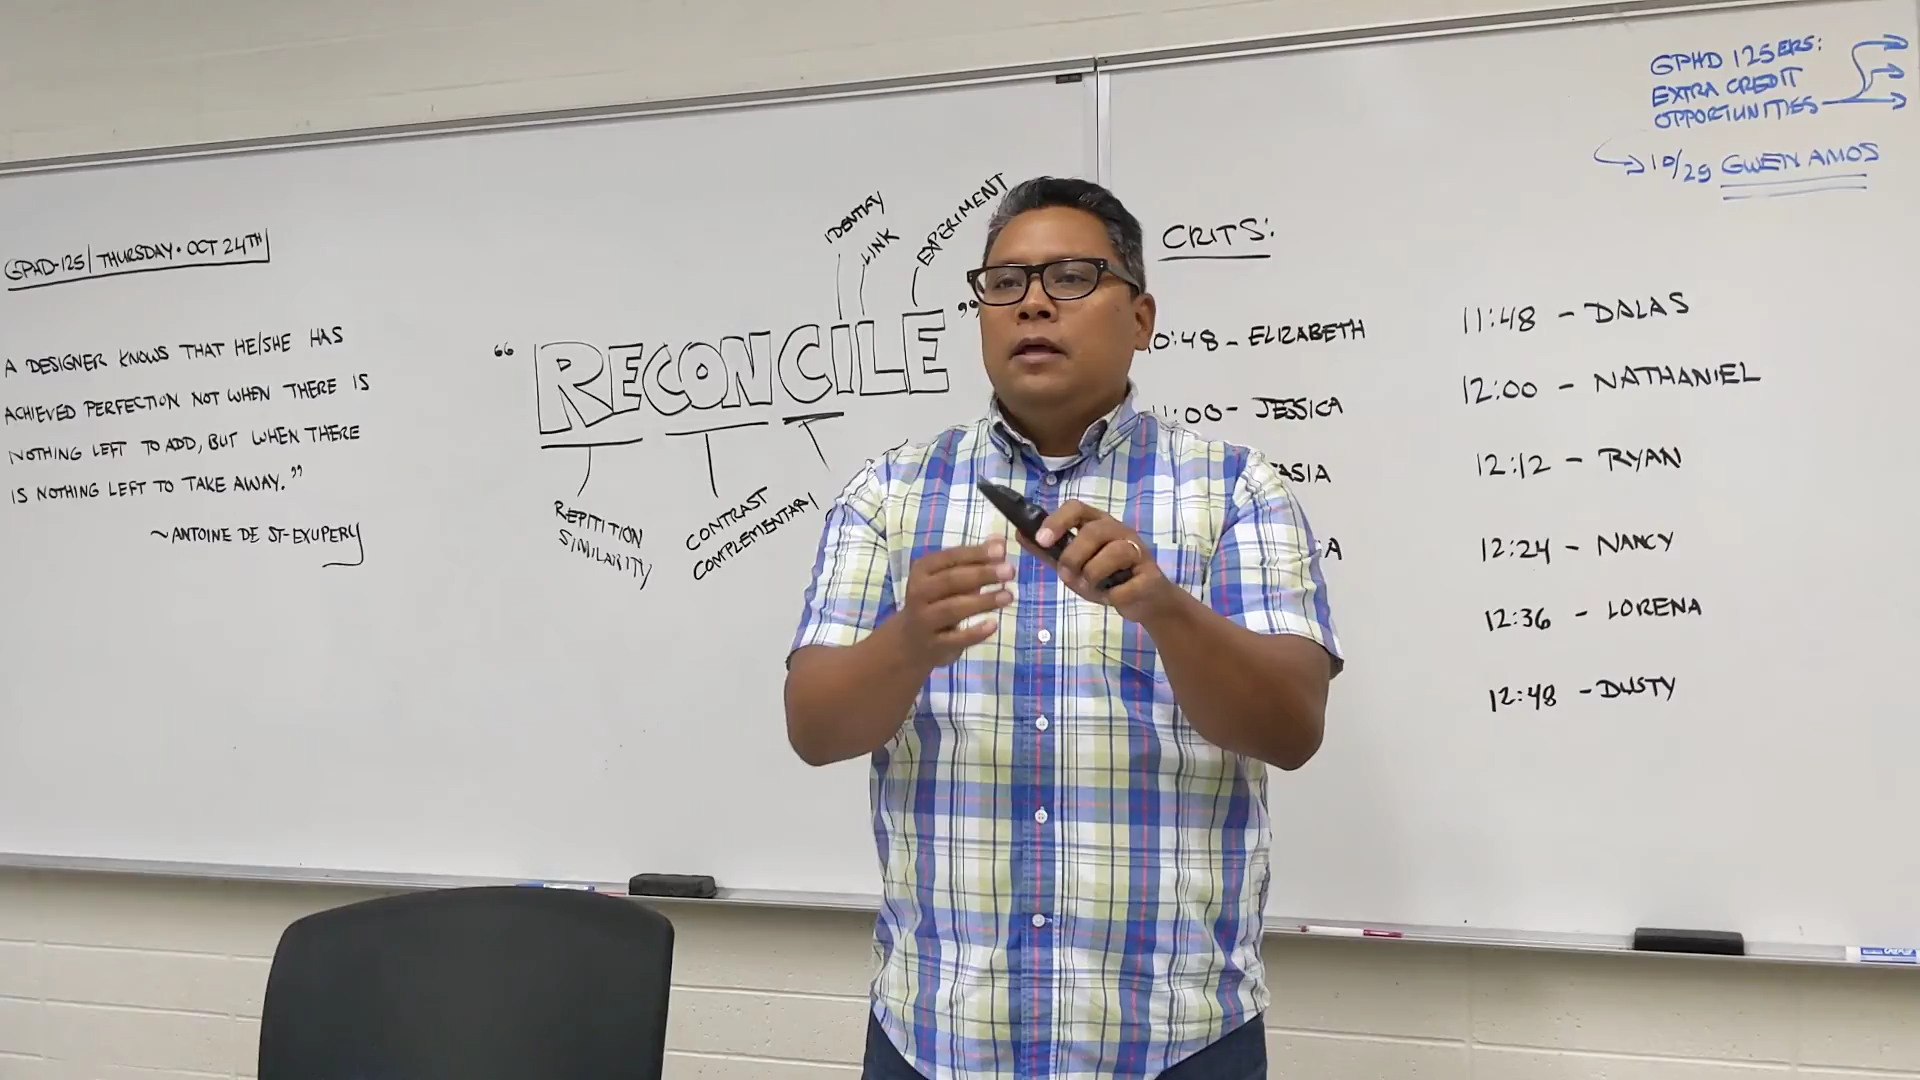 GPHD-125/ THURSDAY • OCT 24TH
A DESIGNER KNOWS THAT HE/SHE HAS
ACHIEVED PERFECTION NOT WHEN THERE IS
NOTHING LEFT TO ADD, BUT WHEN THERE
IS NOTHING LEFT TO TAKE AWAY.”
~ANTOINE DE ST-EXUPERY
IDENTIFY
LINK
EXPERIMENT
“RECONCILE”
REPITITION
SIMILARITY
CONTRAST
COMPLEMENTARY
CRITS:
0:48 - ELIZABETH
11:00 - JESSICA
11:48 - DALAS
12:00 - NATHANIEL
12:12 - RYAN
12:24 - NANCY
12:36 - LORENA
12:48 - DUSTY
GPHD 125ERS:
EXTRA CREDIT
OPPORTUNITIES
10/29 GWEN AMOS